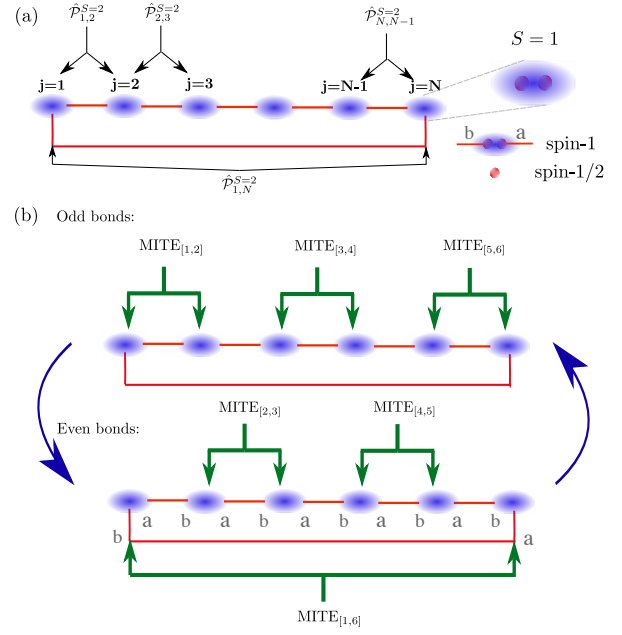 (a)
P̂^{S=2}_{1,2} P̂^{S=2}_{2,3} P̂^{S=2}_{N,N−1}
S = 1
j=1 j=2 j=3 j=N-1 j=N
b a spin-1
spin-1/2
P̂^{S=2}_{1,N}
(b) Odd bonds:
MITE_{[1,2]} MITE_{[3,4]} MITE_{[5,6]}
Even bonds:
MITE_{[2,3]} MITE_{[4,5]}
a b a b a b a b a b
b a
MITE_{[1,6]}